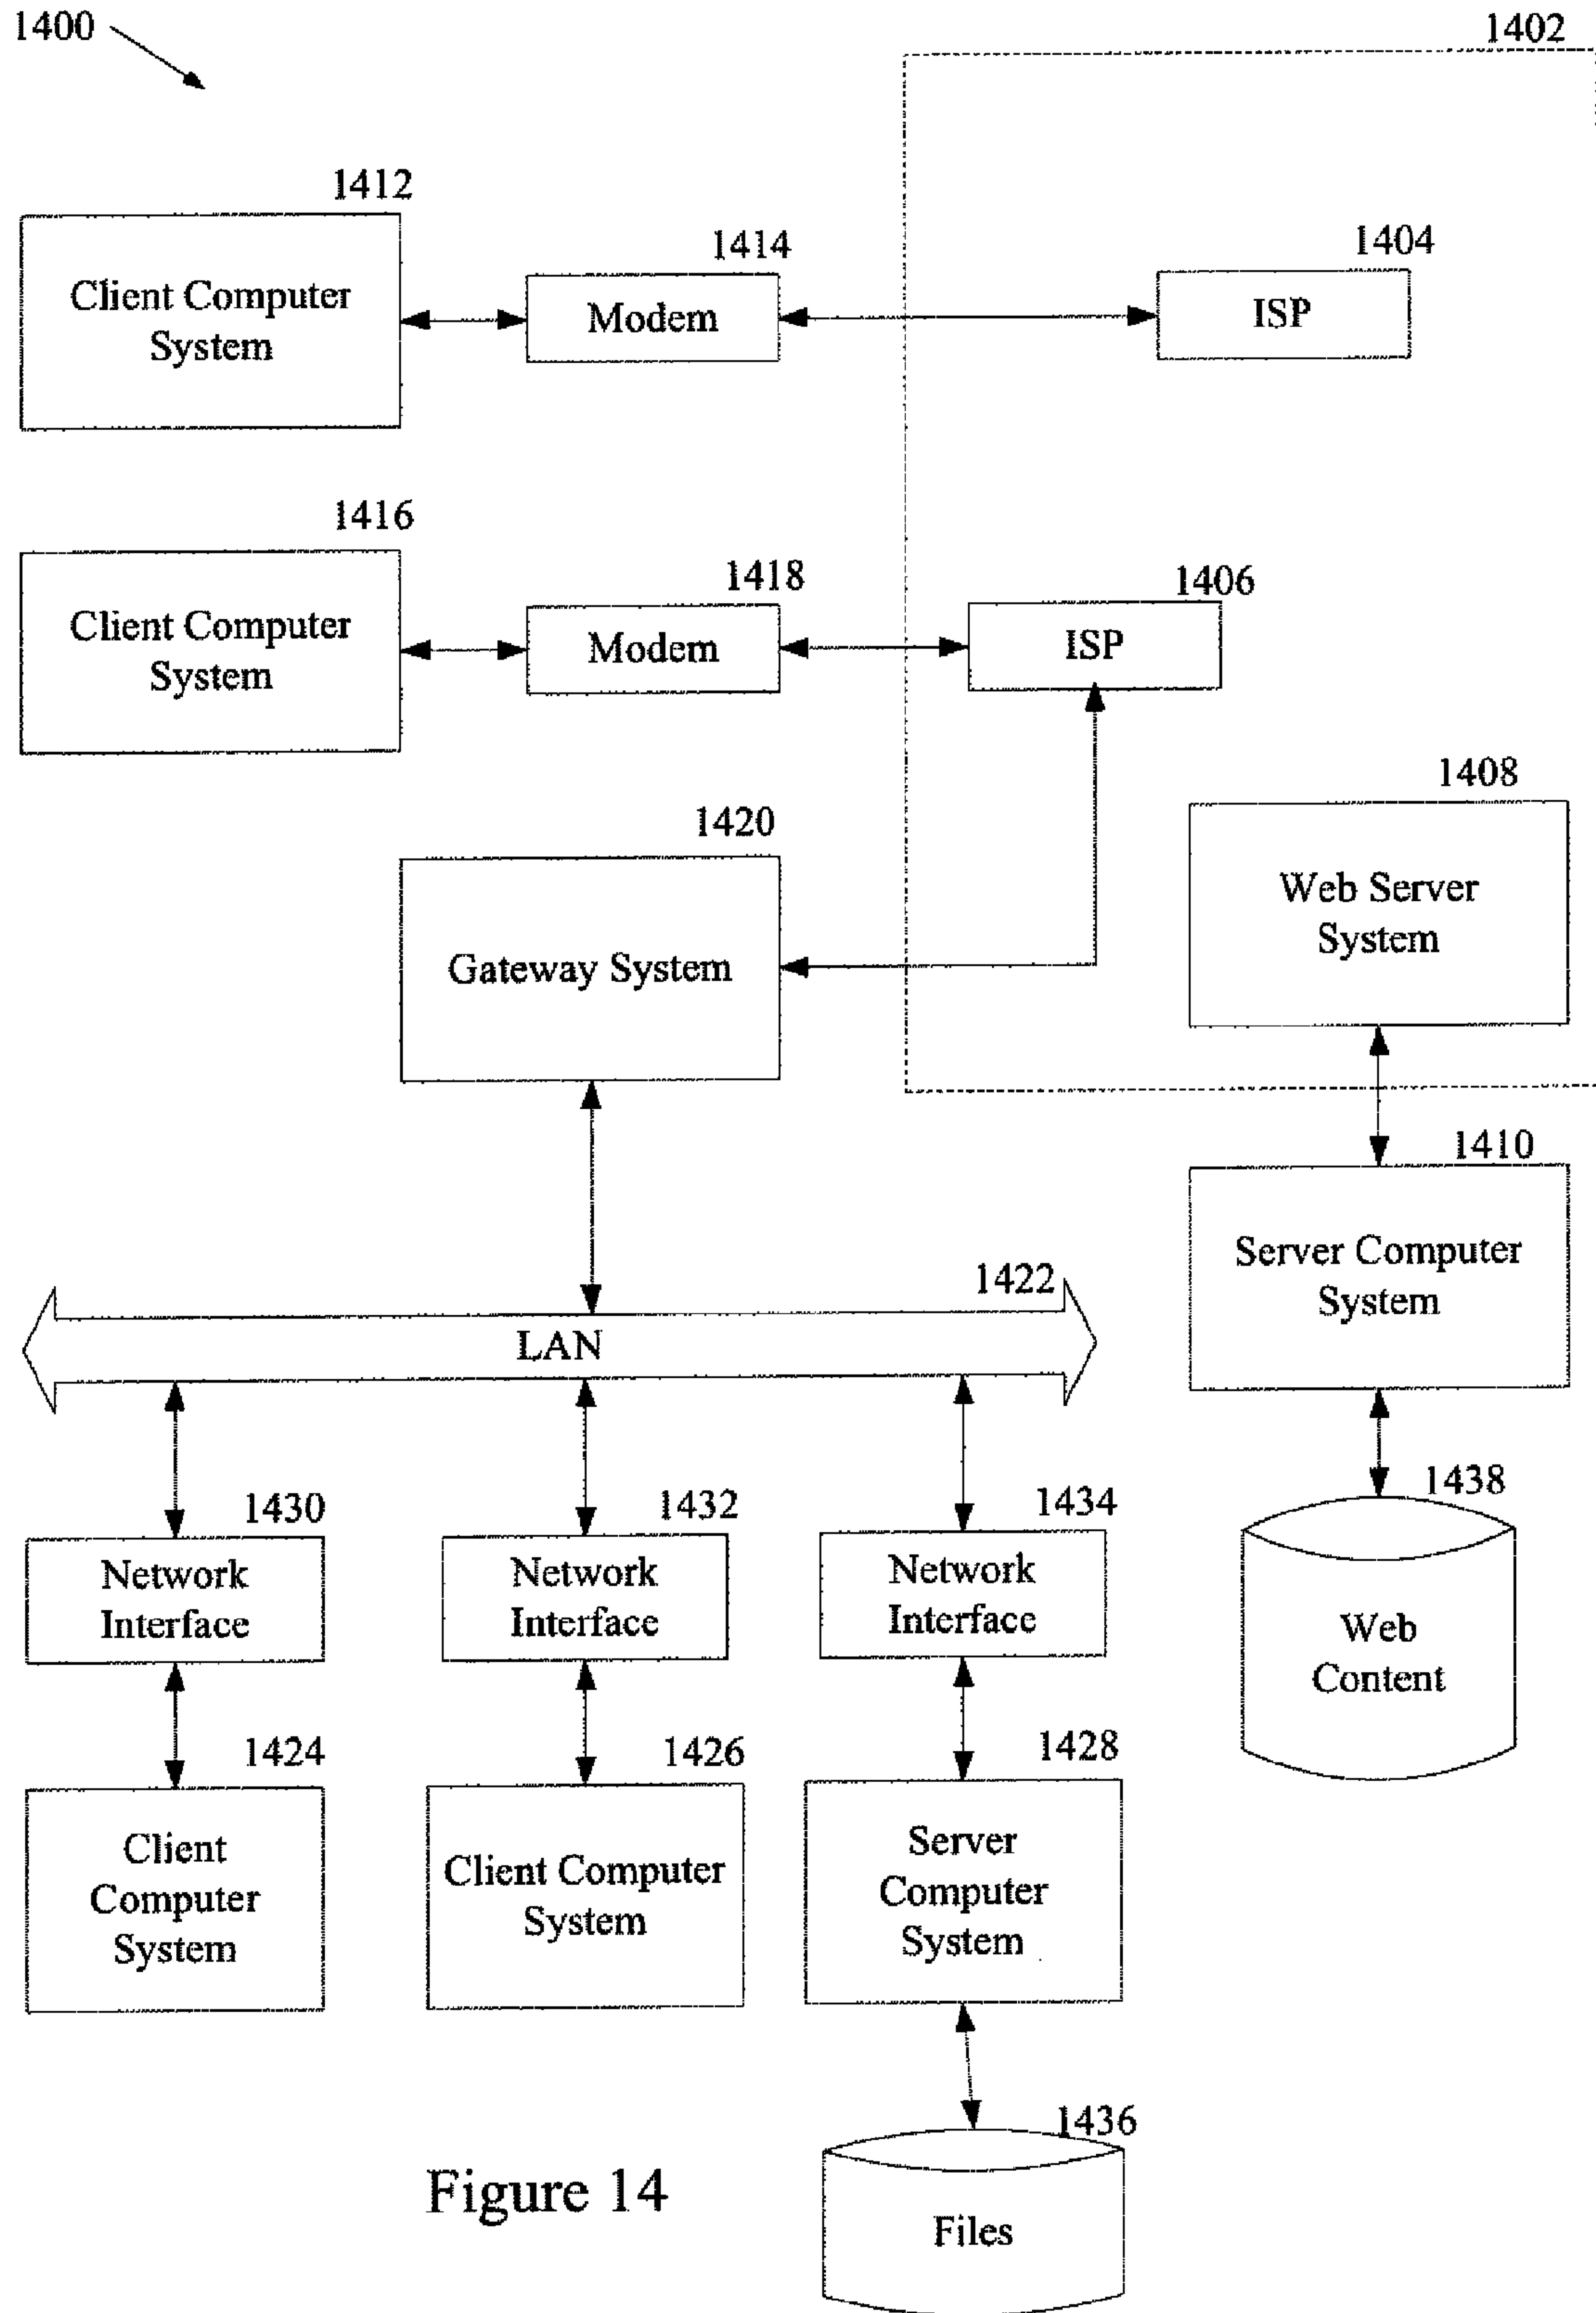 1400
1402
1412
Client Computer
System
1414
Modem
1404
ISP
1416
Client Computer
System
1418
Modem
1406
ISP
1408
Web Server
System
1420
Gateway System
1410
Server Computer
System
1422
LAN
1438
Web
Content
1430
Network
Interface
1432
Network
Interface
1434
Network
Interface
1424
Client
Computer
System
1426
Client Computer
System
1428
Server
Computer
System
1436
Files
Figure 14